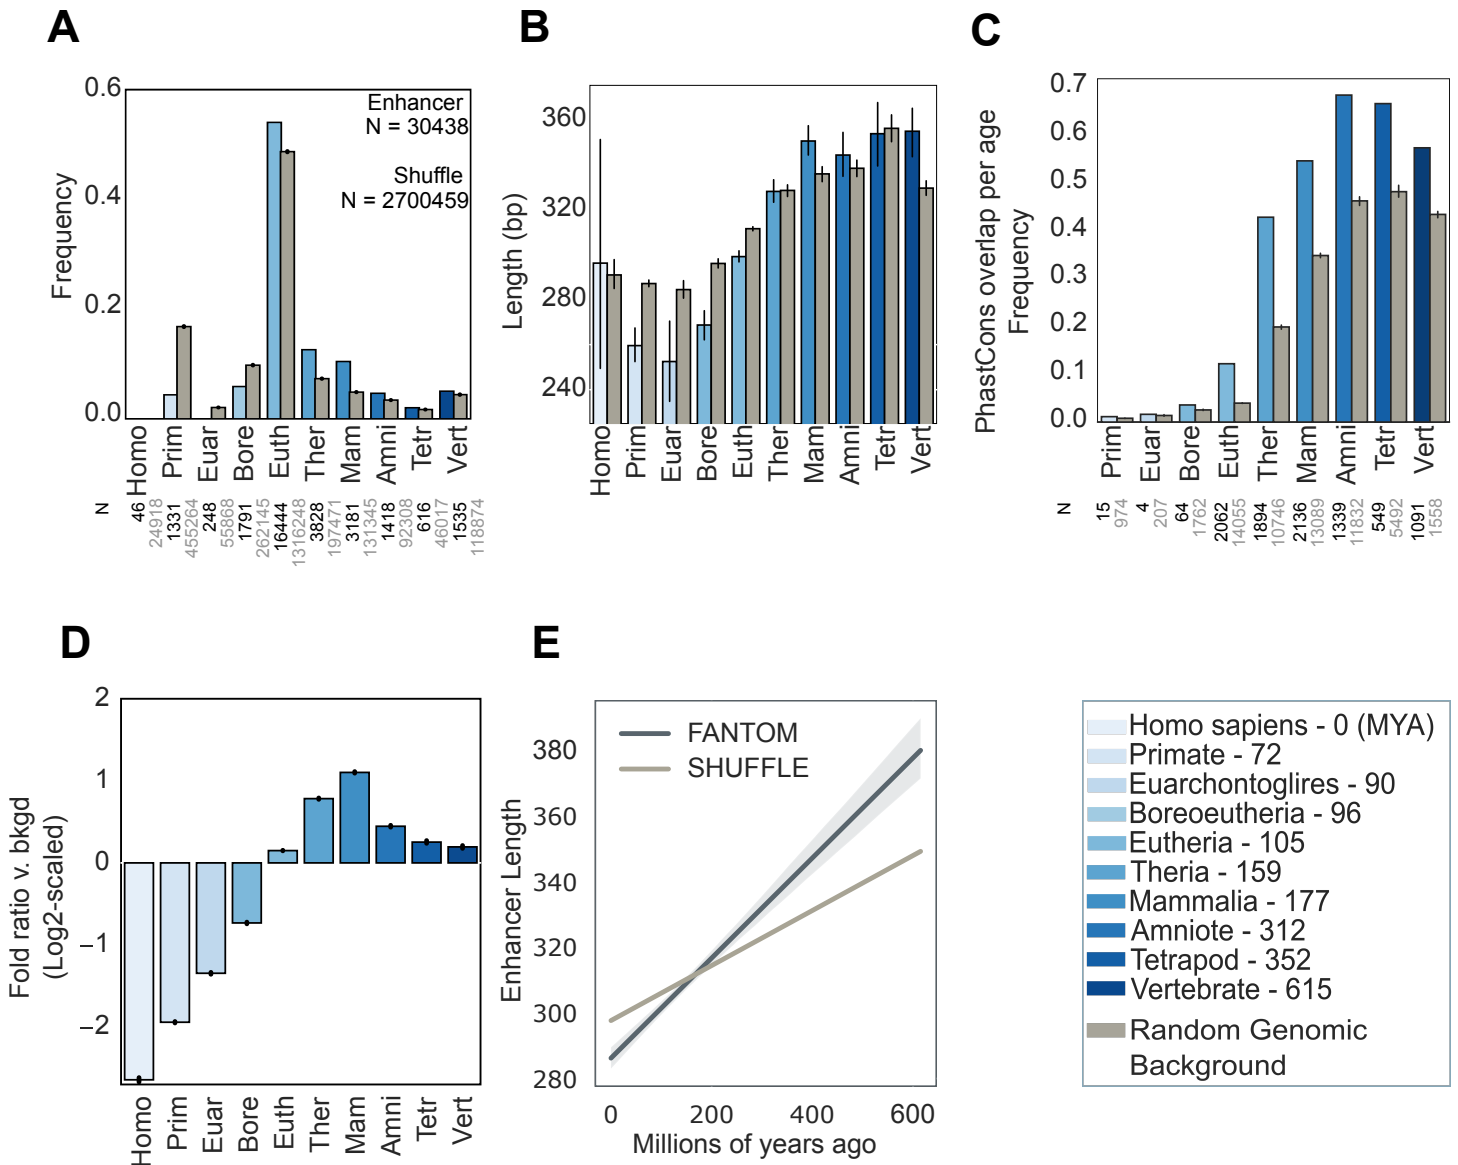 A
0.6
0.4
0.2
0.0
Frequency
Enhancer
N = 30438
Shuffle
N = 2700459
Homo
Prim
Euar
Bore
Euth
Ther
Mam
Amni
Tetr
Vert
N
46
24918
1331
455264
248
55868
1791
262145
16444
1316248
3828
197471
3181
131345
1418
92308
616
46017
1535
118874
B
360
320
280
240
Length (bp)
Homo
Prim
Euar
Bore
Euth
Ther
Mam
Amni
Tetr
Vert
C
0.7
0.6
0.5
0.4
0.3
0.2
0.1
0.0
PhastCons overlap per age
Frequency
Prim
Euar
Bore
Euth
Ther
Mam
Amni
Tetr
Vert
N
15
974
4
207
64
1762
2062
14055
1894
10746
2136
13089
1339
11832
549
5492
1091
1558
D
2
1
0
−1
−2
Fold ratio v. bkgd
(Log2-scaled)
Homo
Prim
Euar
Bore
Euth
Ther
Mam
Amni
Tetr
Vert
E
380
360
340
320
300
280
Enhancer Length
FANTOM
SHUFFLE
0
200
400
600
Millions of years ago
Homo sapiens - 0 (MYA)
Primate - 72
Euarchontoglires - 90
Boreoeutheria - 96
Eutheria - 105
Theria - 159
Mammalia - 177
Amniote - 312
Tetrapod - 352
Vertebrate - 615
Random Genomic
Background